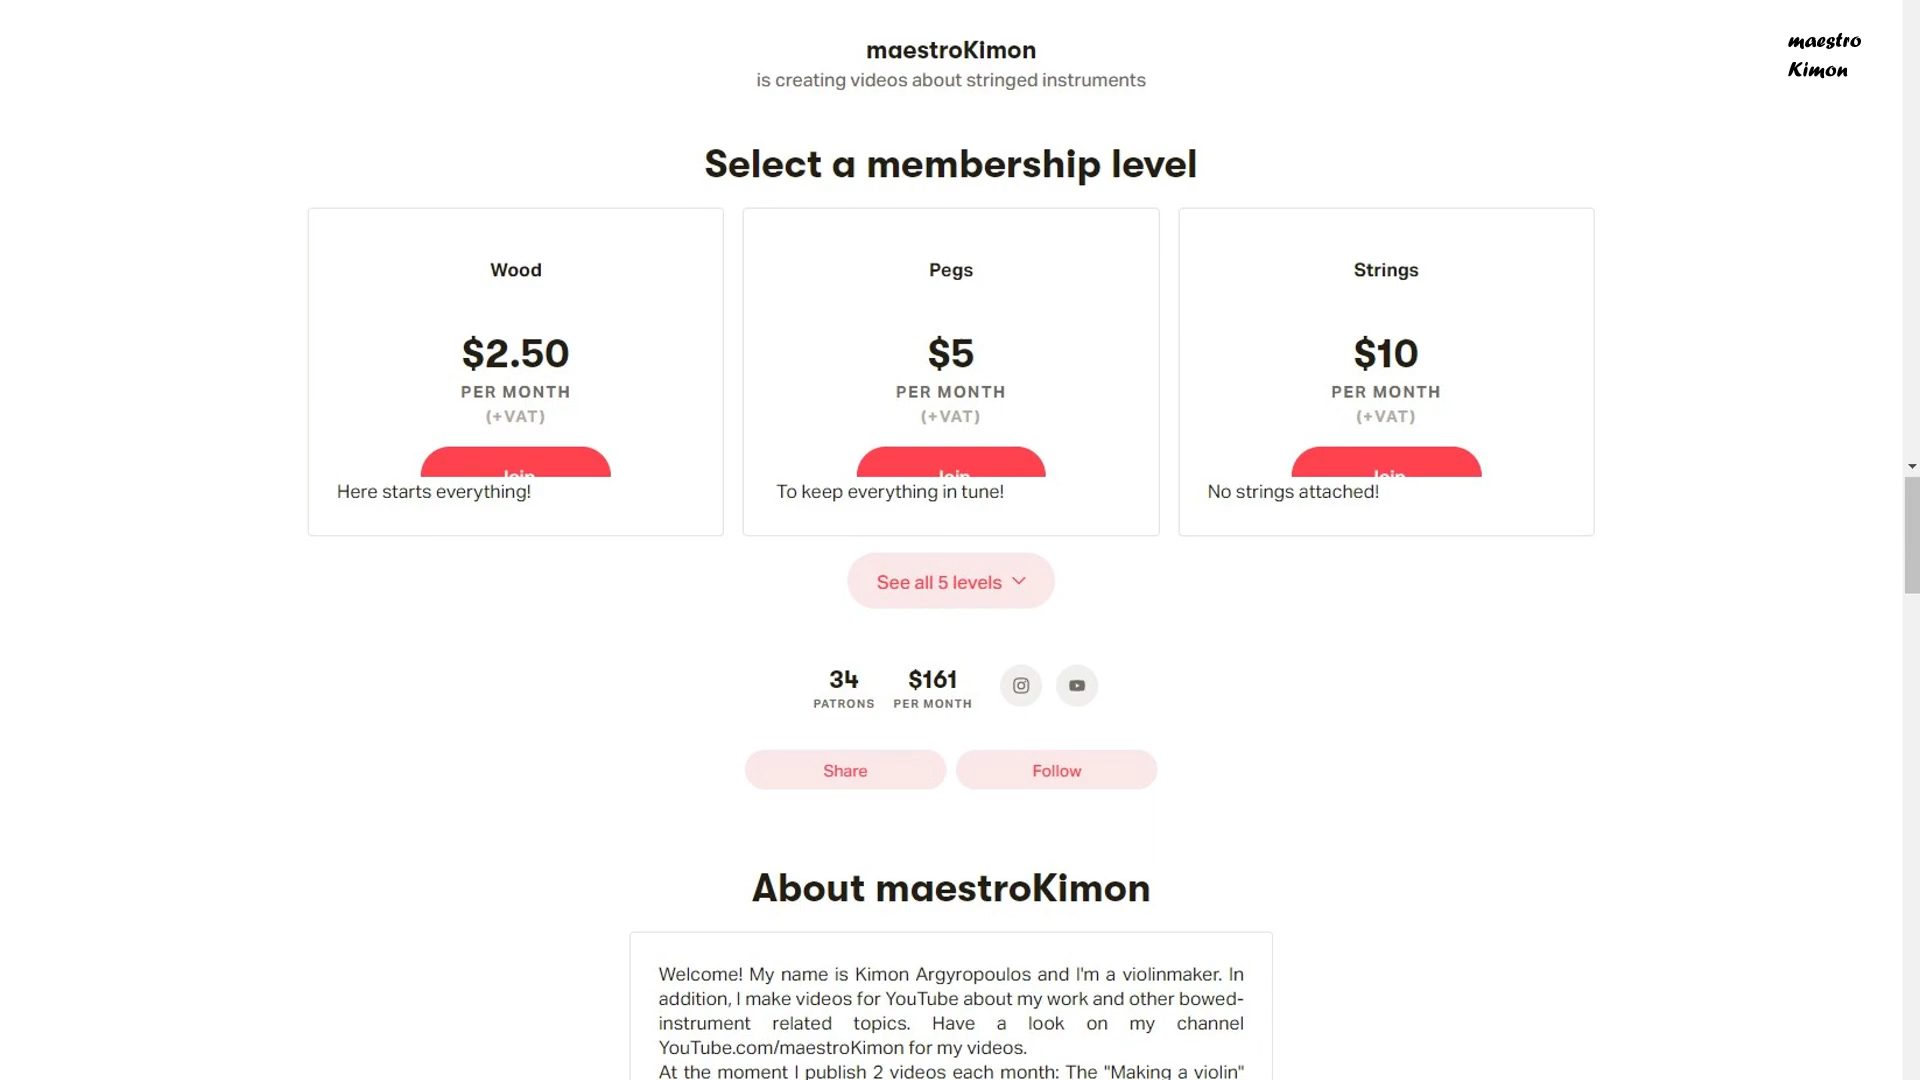 maestroKimon
is creating videos about stringed instruments
maestro
Kimon
Select a membership level
Wood
$2.50
PER MONTH
(+VAT)
Join
Here starts everything!
Pegs
$5
PER MONTH
(+VAT)
Join
To keep everything in tune!
Strings
$10
PER MONTH
(+VAT)
Join
No strings attached!
See all 5 levels
34
PATRONS
$161
PER MONTH
Share
Follow
About maestroKimon
Welcome! My name is Kimon Argyropoulos and I'm a violinmaker. In
addition, I make videos for YouTube about my work and other bowed-
instrument related topics. Have a look on my channel
YouTube.com/maestroKimon for my videos.
At the moment I publish 2 videos each month: The "Making a violin"